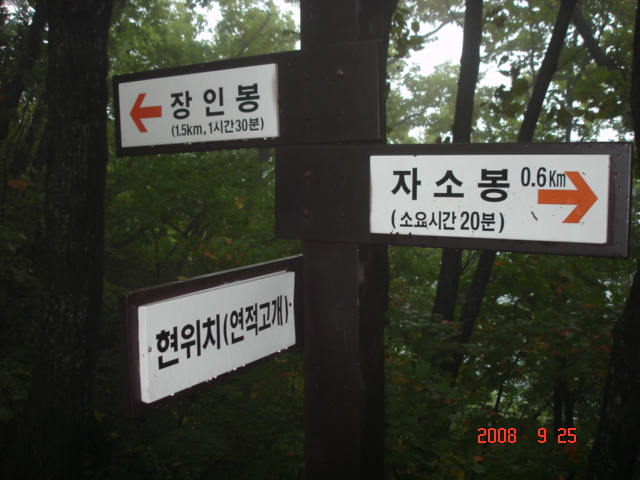 장인봉
(1.5km, 1시간30분)
자소봉 0.6Km
(소요시간 20분)
현위치(연적고개)
2008 9 25